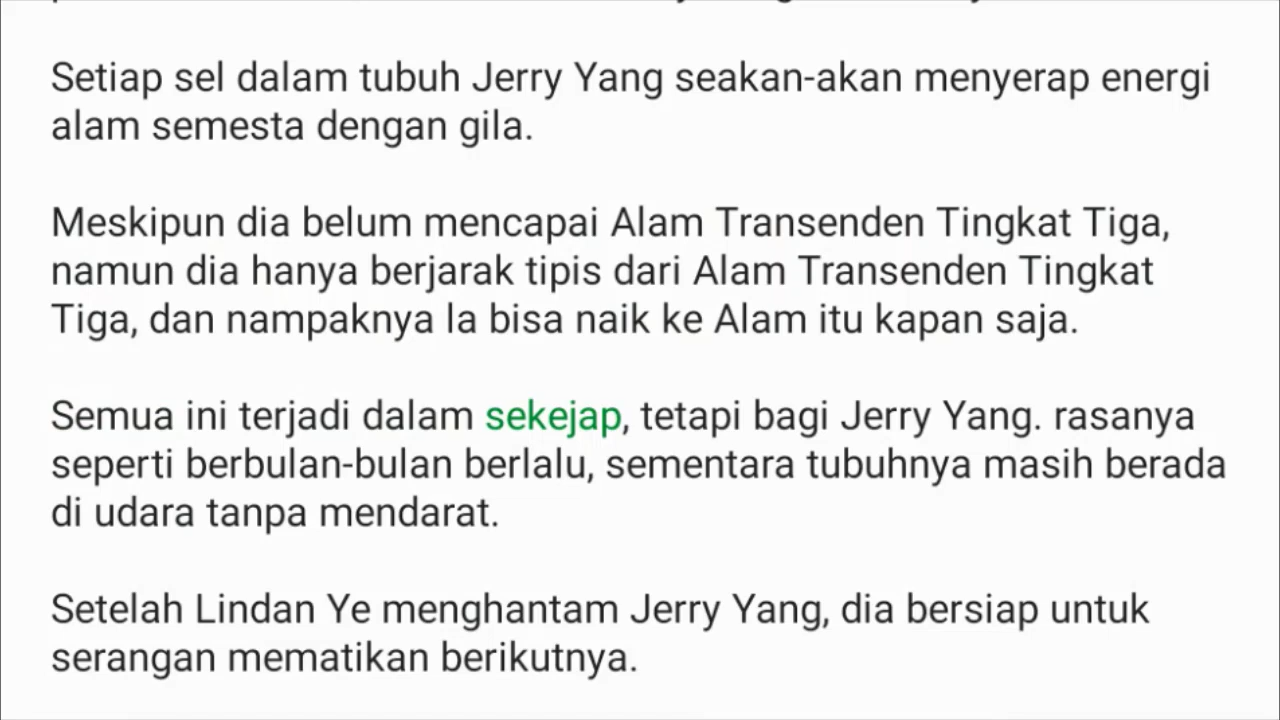 Setiap sel dalam tubuh Jerry Yang seakan-akan menyerap energi
alam semesta dengan gila.
Meskipun dia belum mencapai Alam Transenden Tingkat Tiga,
namun dia hanya berjarak tipis dari Alam Transenden Tingkat
Tiga, dan nampaknya la bisa naik ke Alam itu kapan saja.
Semua ini terjadi dalam sekejap, tetapi bagi Jerry Yang. rasanya
seperti berbulan-bulan berlalu, sementara tubuhnya masih berada
di udara tanpa mendarat.
Setelah Lindan Ye menghantam Jerry Yang, dia bersiap untuk
serangan mematikan berikutnya.